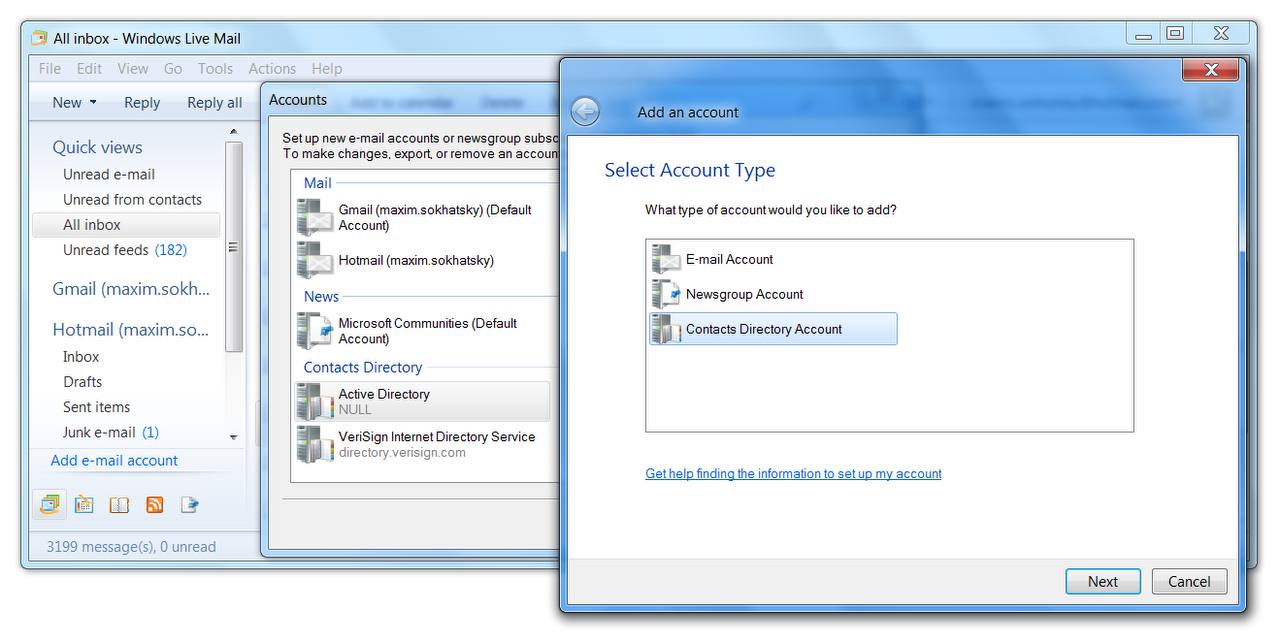 All inbox - Windows Live Mail
File Edit View Go Tools Actions Help
New Reply Reply all
Quick views
Unread e-mail
Unread from contacts
All inbox
Unread feeds (182)
Gmail (maxim.sokh...
Hotmail (maxim.so...
Inbox
Drafts
Sent items
Junk e-mail (1)
Add e-mail account
3199 message(s), 0 unread
Accounts
Set up new e-mail accounts or newsgroup subsc
To make changes, export, or remove an accoun
Mail
Gmail (maxim.sokhatsky) (Default
Account)
Hotmail (maxim.sokhatsky)
News
Microsoft Communities (Default
Account)
Contacts Directory
Active Directory
NULL
VeriSign Internet Directory Service
directory.verisign.com
Add an account
Select Account Type
What type of account would you like to add?
E-mail Account
Newsgroup Account
Contacts Directory Account
Get help finding the information to set up my account
Next Cancel